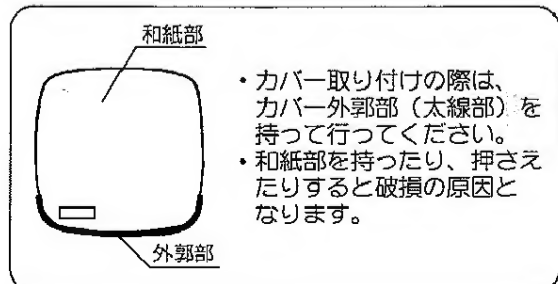 和紙部
・カバー取り付けの際は、
カバー外郭部（太線部）を
持って行ってください。
・和紙部を持ったり、押さえ
たりすると破損の原因と
なります。
外郭部